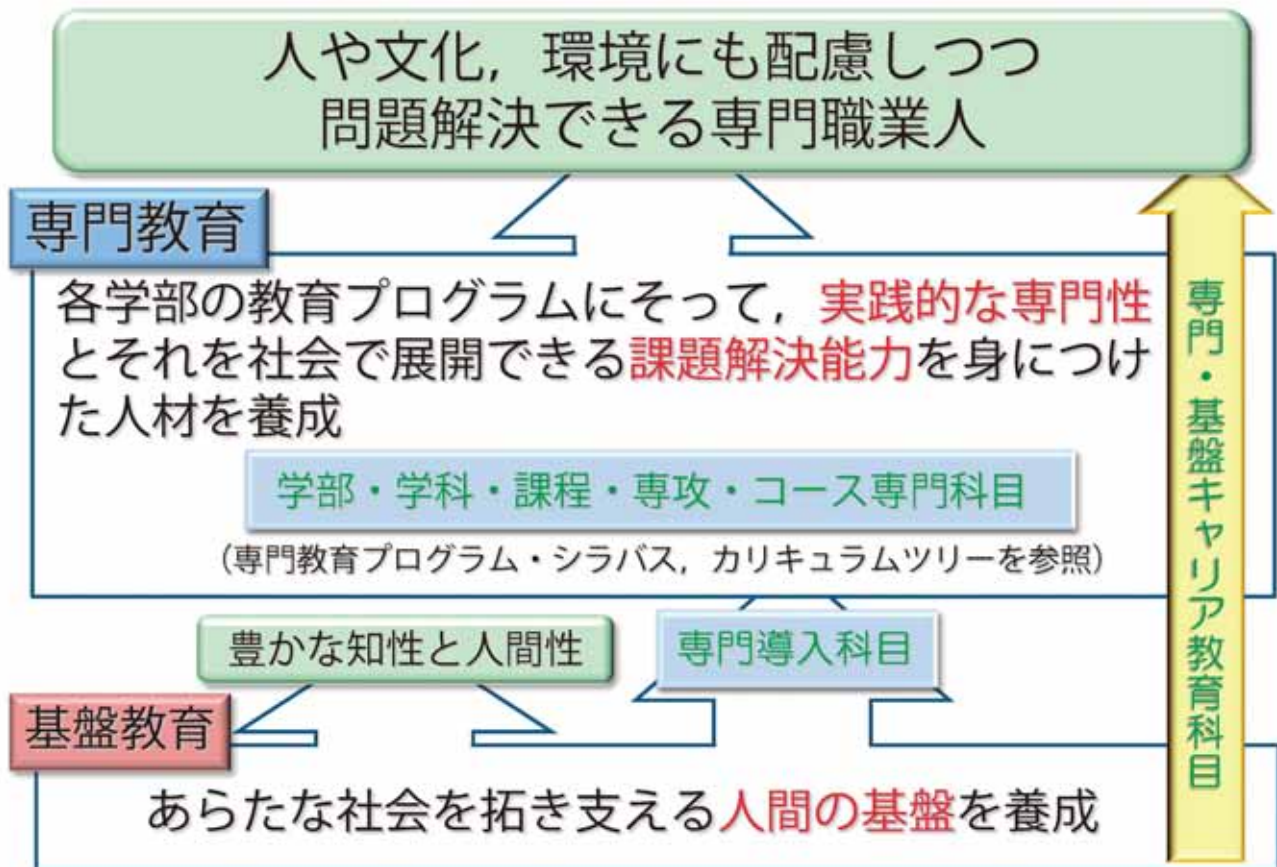 人や文化，環境にも配慮しつつ
問題解決できる専門職業人
専門教育
各学部の教育プログラムにそって，実践的な専門性
とそれを社会で展開できる課題解決能力を身につけ
た人材を養成
学部・学科・課程・専攻・コース専門科目
（専門教育プログラム・シラバス，カリキュラムツリーを参照）
豊かな知性と人間性
専門導入科目
基盤教育
あらたな社会を拓き支える人間の基盤を養成
専門・基盤キャリア教育科目